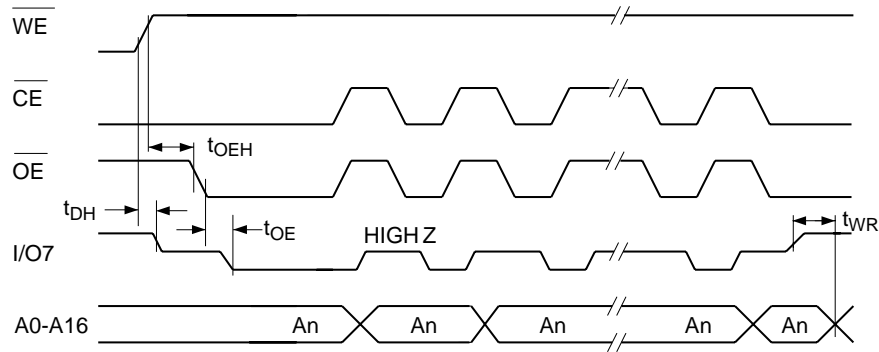 WE
CE
tOEH
OE
tDH
tOE
HIGH Z
tWR
I/O7
A0-A16
An An An An An